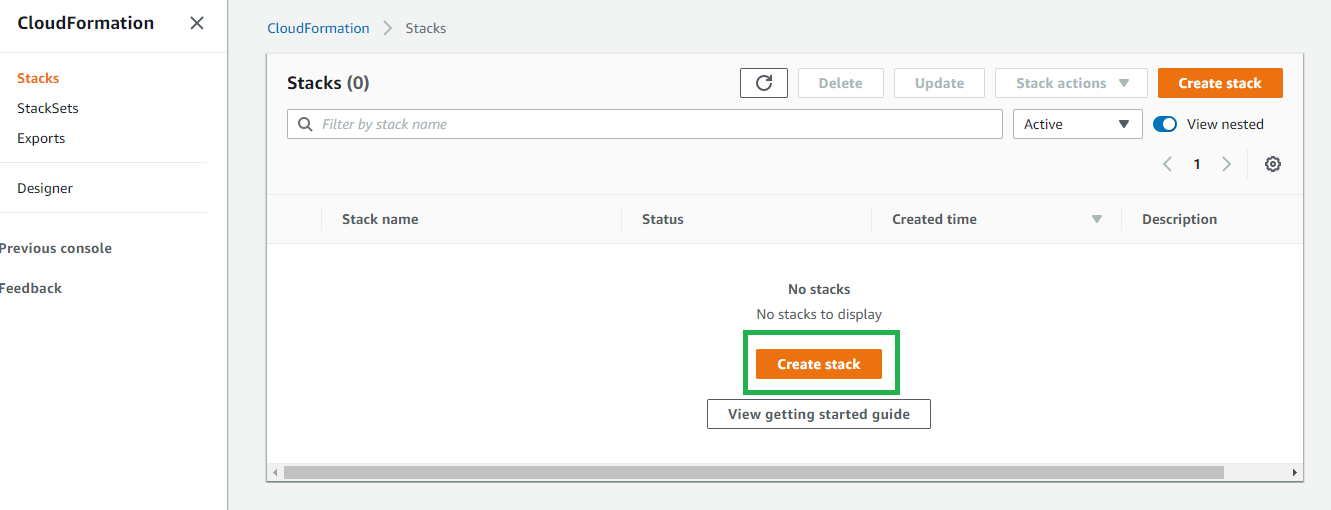 CloudFormation
Stacks
StackSets
Exports
Designer
Previous console
Feedback
CloudFormation Stacks
Stacks (0)
Delete Update Stack actions Create stack
Filter by stack name Active View nested
1
Stack name Status Created time Description
No stacks
No stacks to display
Create stack
View getting started guide